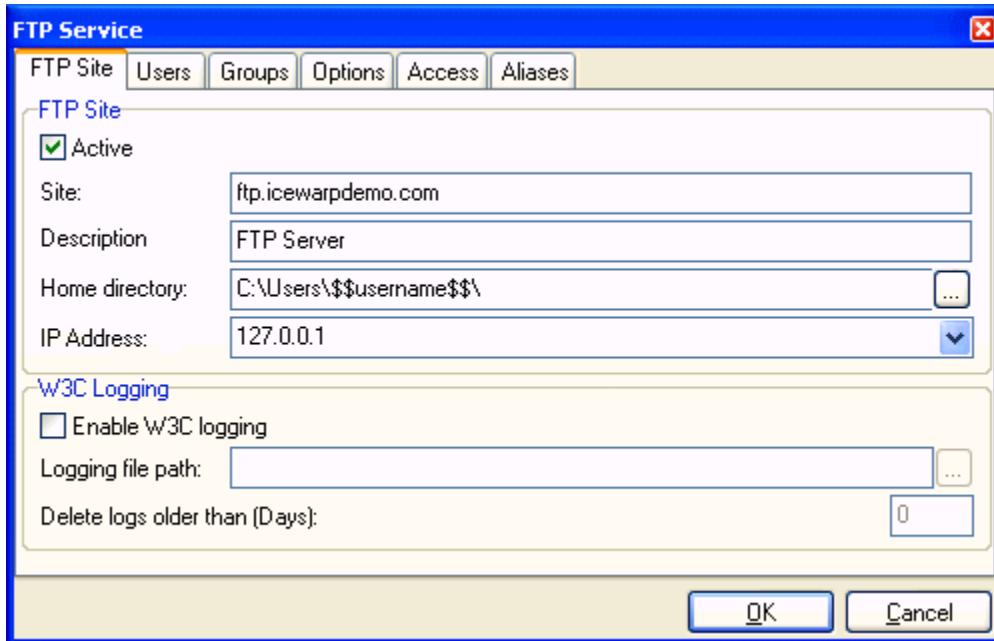 FTP Service
FTP Site Users Groups Options Access Aliases
FTP Site
Active
Site: ftp.icewarpdemo.com
Description FTP Server
Home directory: C:\Users\$$username$$\ ...
IP Address: 127.0.0.1
W3C Logging
Enable W3C logging
Logging file path: ...
Delete logs older than (Days): 0
OK Cancel